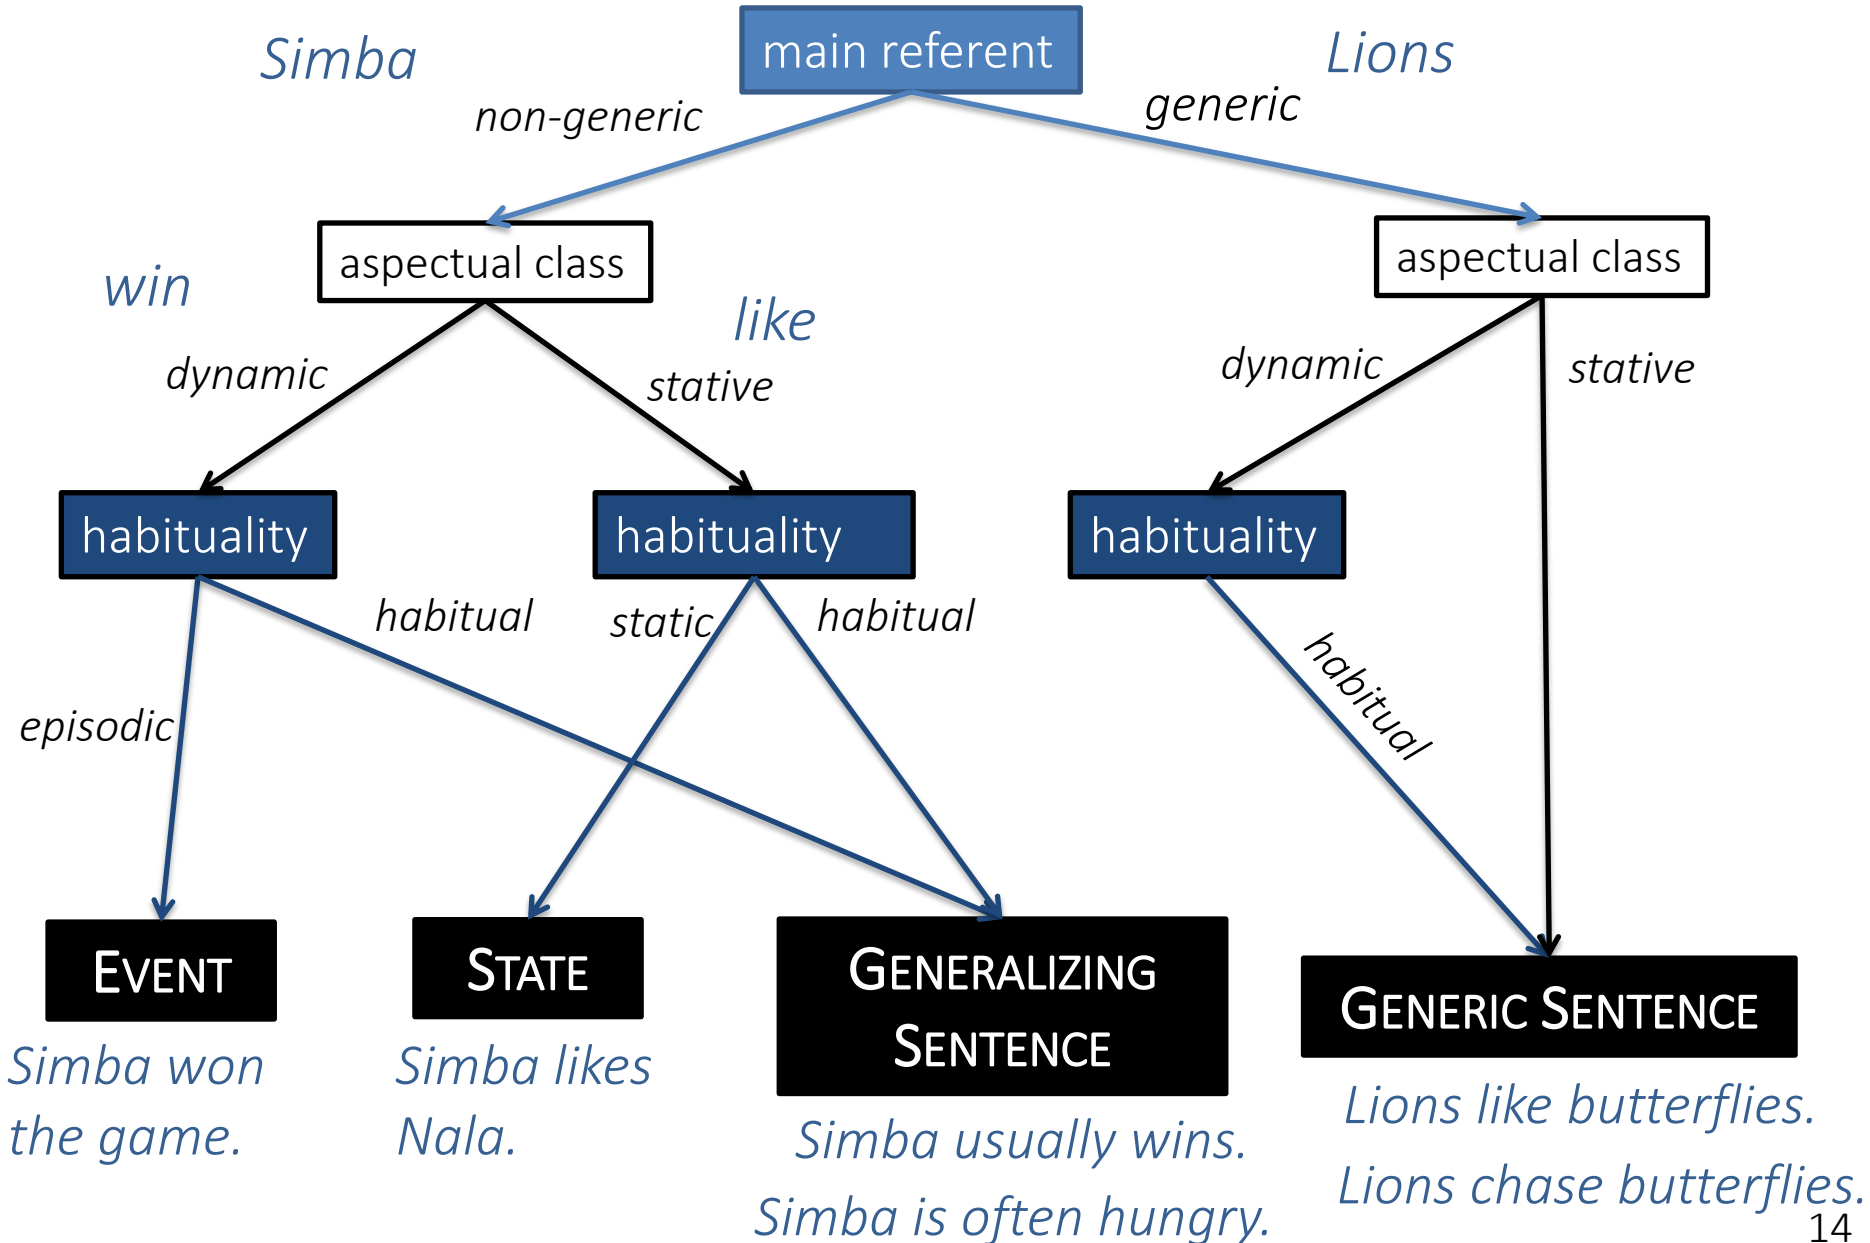 Simba
main referent
Lions
non-generic
generic
aspectual class
aspectual class
win
like
dynamic
stative
dynamic
stative
habituality
habituality
habituality
habitual
static
habitual
habitual
episodic
EVENT
STATE
GENERALIZING
SENTENCE
GENERIC SENTENCE
Simba won
the game.
Simba likes
Nala.
Simba usually wins.
Simba is often hungry.
Lions like butterflies.
Lions chase butterflies.
14